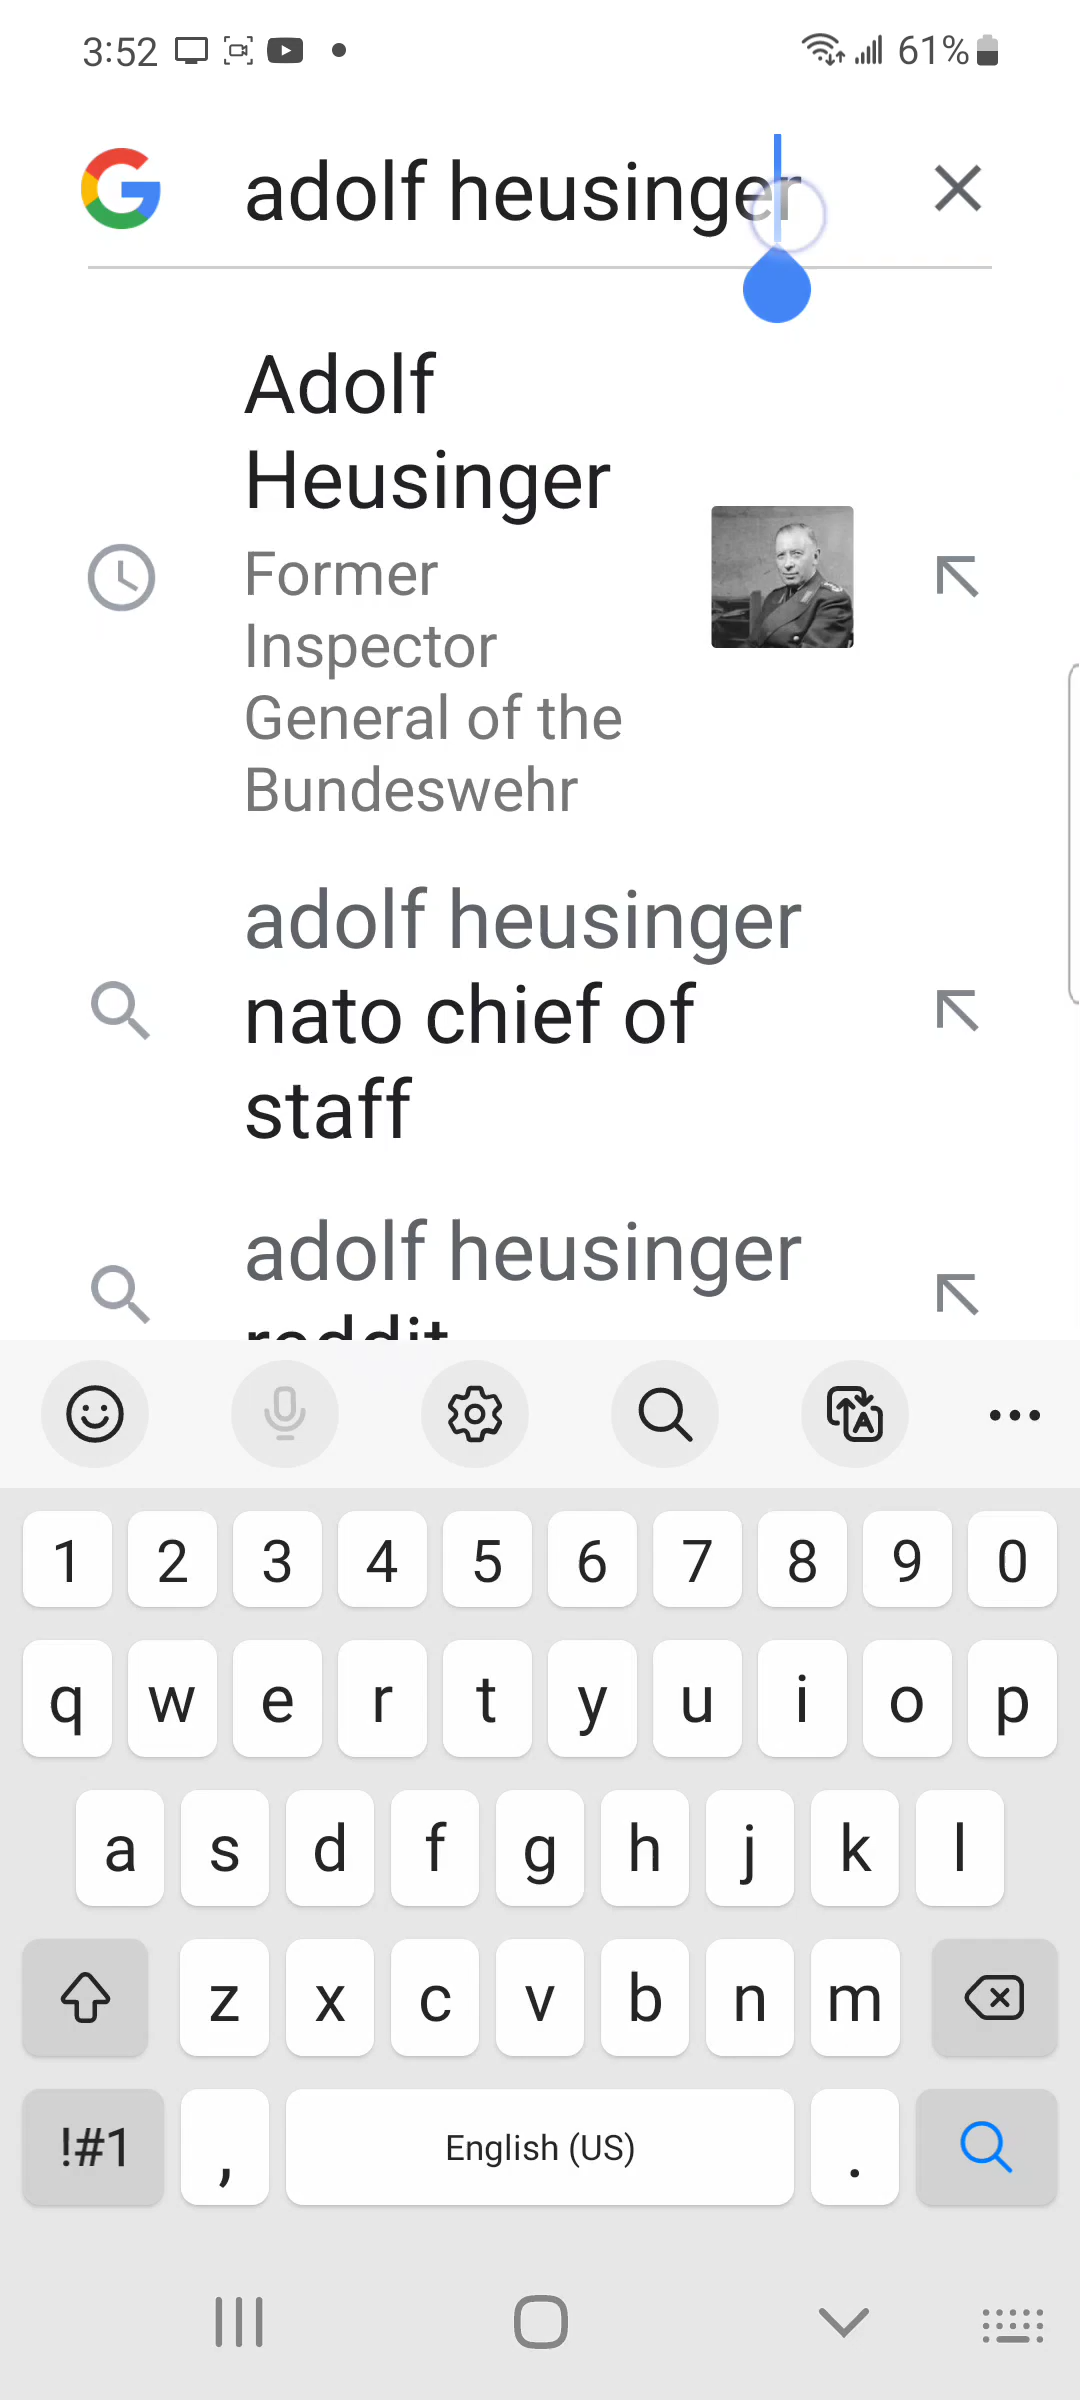 3:52
61%
adolf heusinger
Adolf
Heusinger
Former
Inspector
General of the
Bundeswehr
adolf heusinger
nato chief of
staff
adolf heusinger
reddit
1 2 3 4 5 6 7 8 9 0
q w e r t y u i o p
a s d f g h j k l
z x c v b n m
!#1 , English (US) .